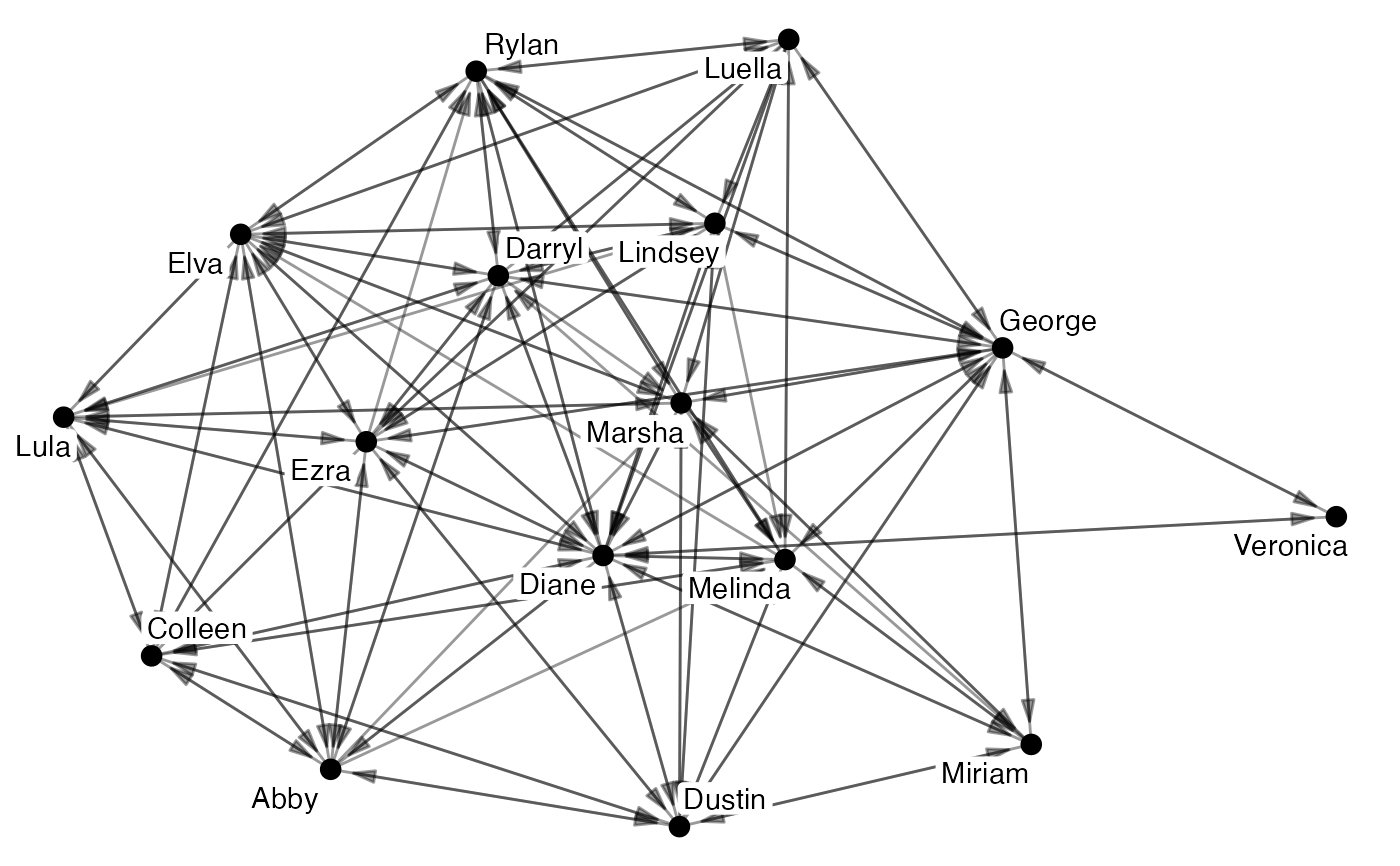 Rylan
Luella
Elva
Darryl
Lindsey
George
Lula
Ezra
Marsha
Veronica
Diane
Melinda
Colleen
Miriam
Abby
Dustin